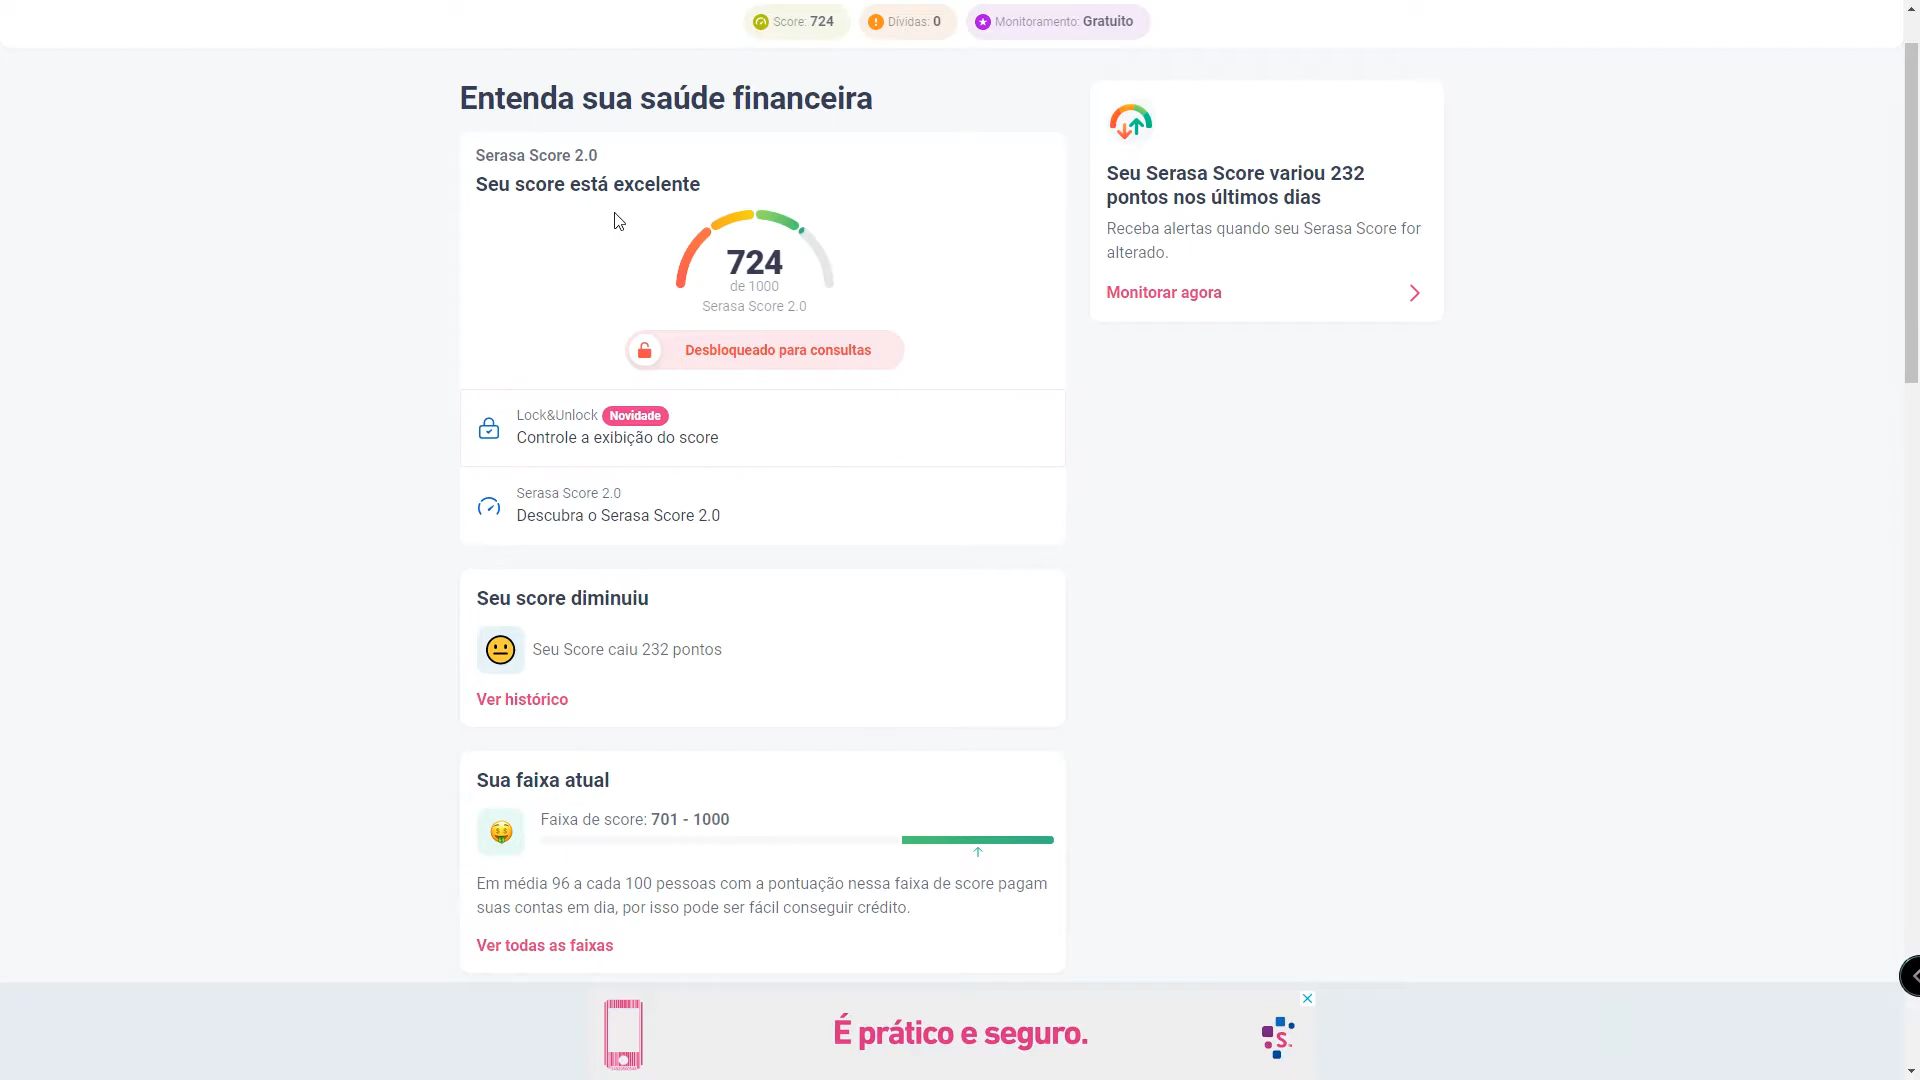 Score: 724
Dívidas: 0
Monitoramento: Gratuito
Entenda sua saúde financeira
Serasa Score 2.0
Seu score está excelente
724
de 1000
Serasa Score 2.0
Desbloqueado para consultas
Lock&Unlock Novidade
Controle a exibição do score
Serasa Score 2.0
Descubra o Serasa Score 2.0
Seu score diminuiu
Seu Score caiu 232 pontos
Ver histórico
Sua faixa atual
Faixa de score: 701 - 1000
Em média 96 a cada 100 pessoas com a pontuação nessa faixa de score pagam
suas contas em dia, por isso pode ser fácil conseguir crédito.
Ver todas as faixas
Seu Serasa Score variou 232
pontos nos últimos dias
Receba alertas quando seu Serasa Score for
alterado.
Monitorar agora
É prático e seguro.
S